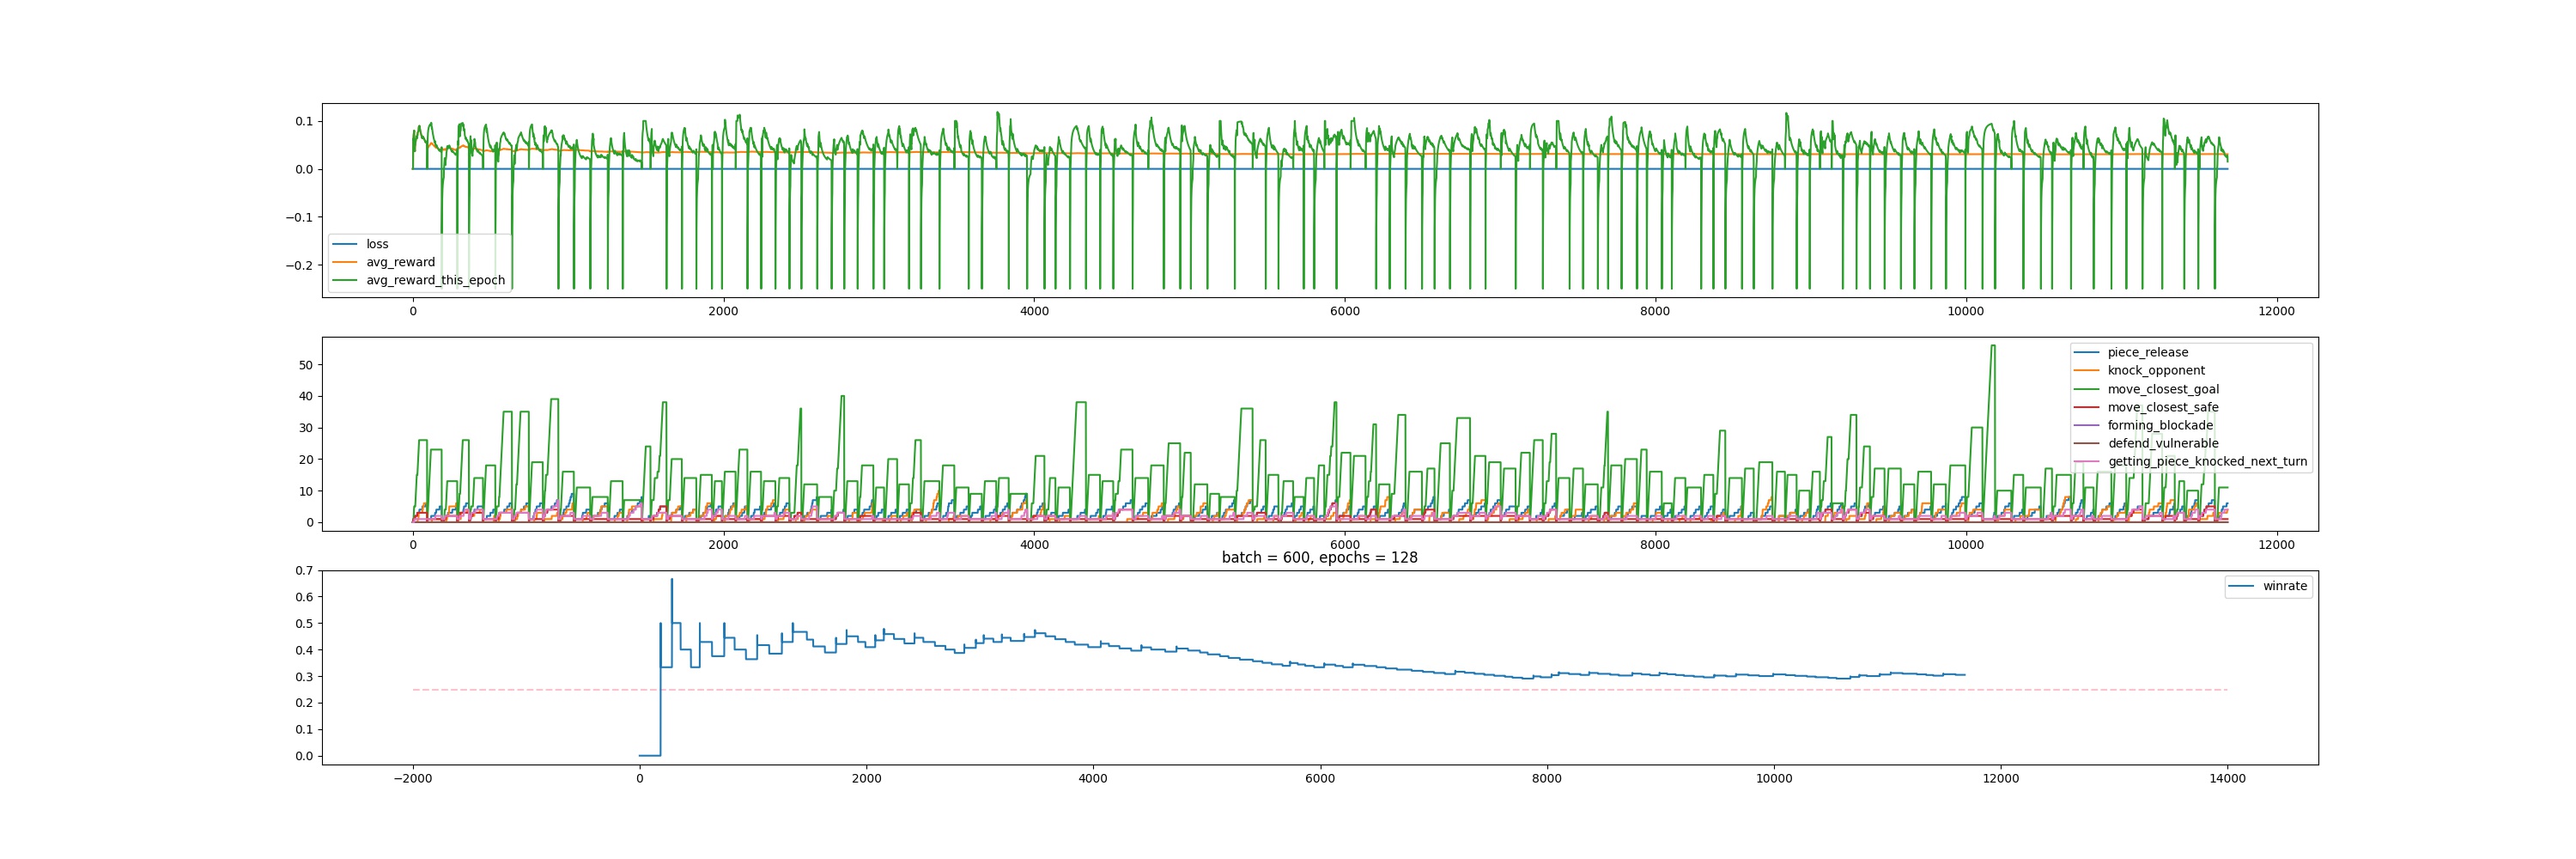 0.1
0.0
−0.1
−0.2
loss
avg_reward
avg_reward_this_epoch
0 2000 4000 6000 8000 10000 12000
50
40
30
20
10
0
piece_release
knock_opponent
move_closest_goal
move_closest_safe
forming_blockade
defend_vulnerable
getting_piece_knocked_next_turn
0 2000 4000 6000 8000 10000 12000
batch = 600, epochs = 128
0.7
0.6
0.5
0.4
0.3
0.2
0.1
0.0
winrate
−2000 0 2000 4000 6000 8000 10000 12000 14000